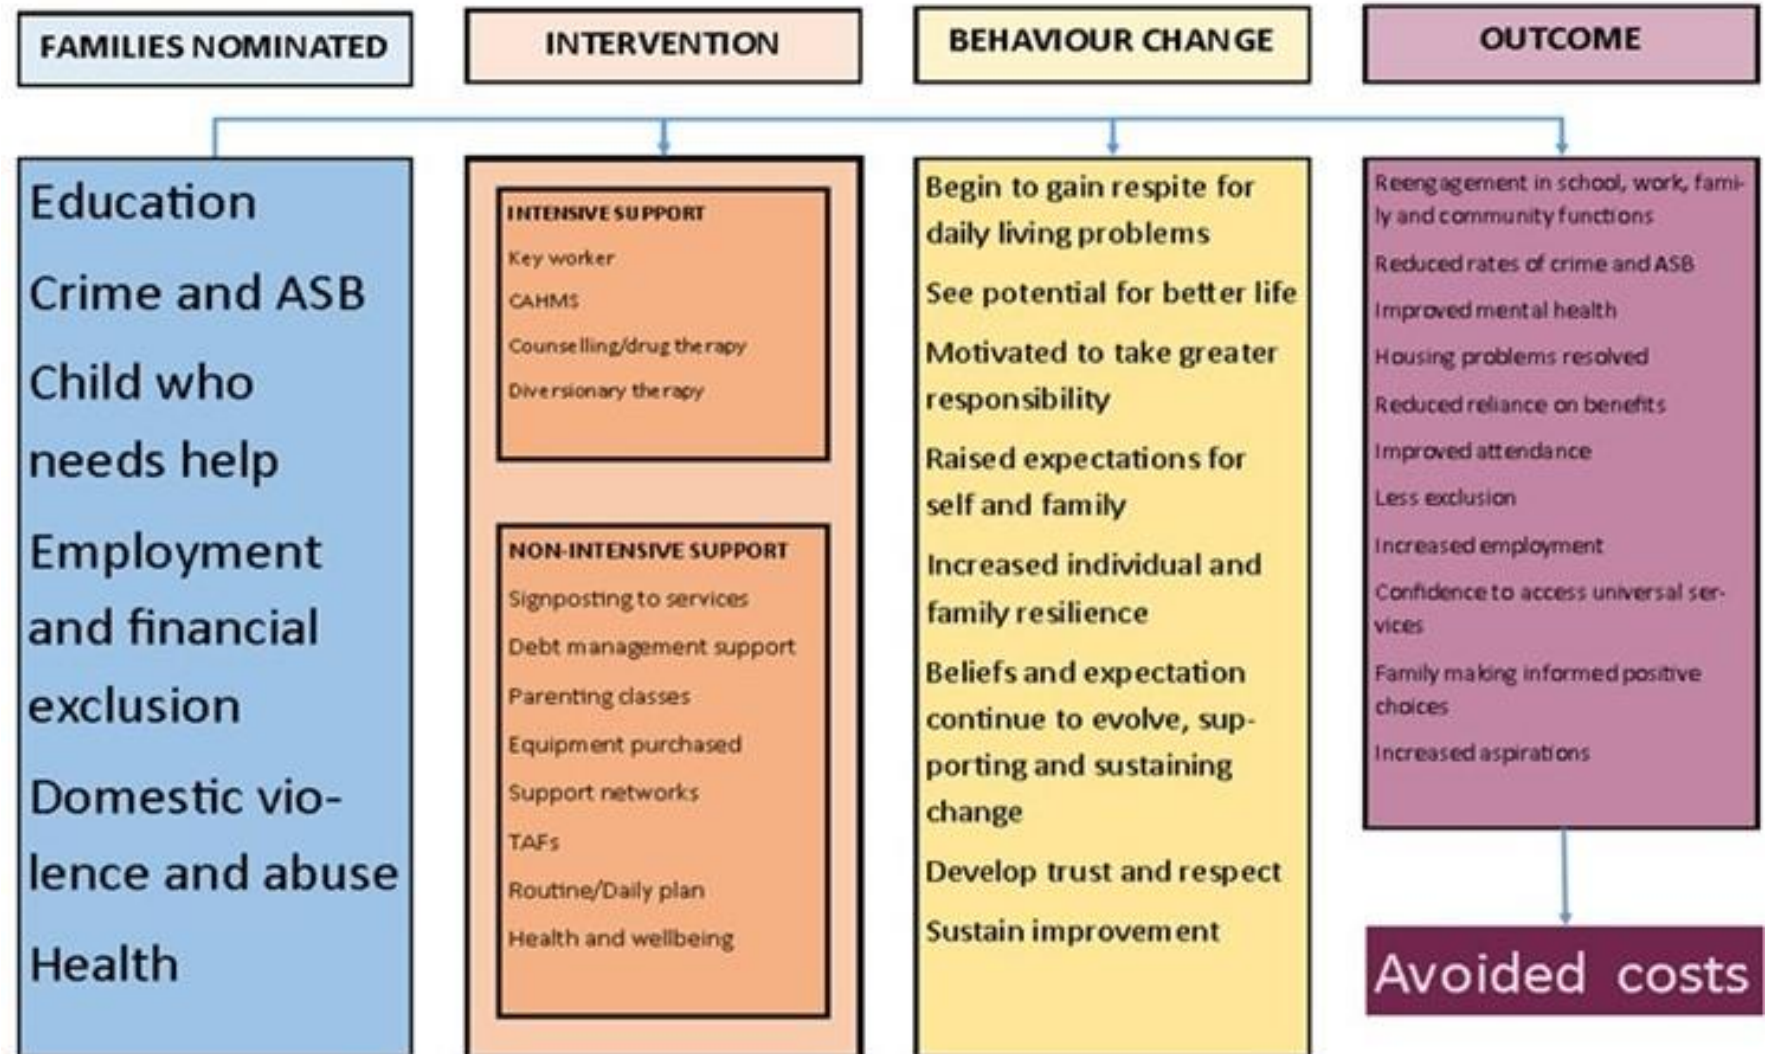 FAMILIES NOMINATED
INTERVENTION
BEHAVIOUR CHANGE
OUTCOME
Education
Crime and ASB
Child who
needs help
Employment
and financial
exclusion
Domestic vio-
lence and abuse
Health
INTENSIVE SUPPORT
Key worker
CAHMS
Counselling/drug therapy
Diversionary therapy
NON-INTENSIVE SUPPORT
Signposting to services
Debt management support
Parenting classes
Equipment purchased
Support networks
TAFs
Routine/Daily plan
Health and wellbeing
Begin to gain respite for
daily living problems
See potential for better life
Motivated to take greater
responsibility
Raised expectations for
self and family
Increased individual and
family resilience
Beliefs and expectation
continue to evolve, sup-
porting and sustaining
change
Develop trust and respect
Sustain improvement
Reengagement in school, work, fami-
ly and community functions
Reduced rates of crime and ASB
Improved mental health
Housing problems resolved
Reduced reliance on benefits
Improved attendance
Less exclusion
Increased employment
Confidence to access universal ser-
vices
Family making informed positive
choices
Increased aspirations
Avoided costs